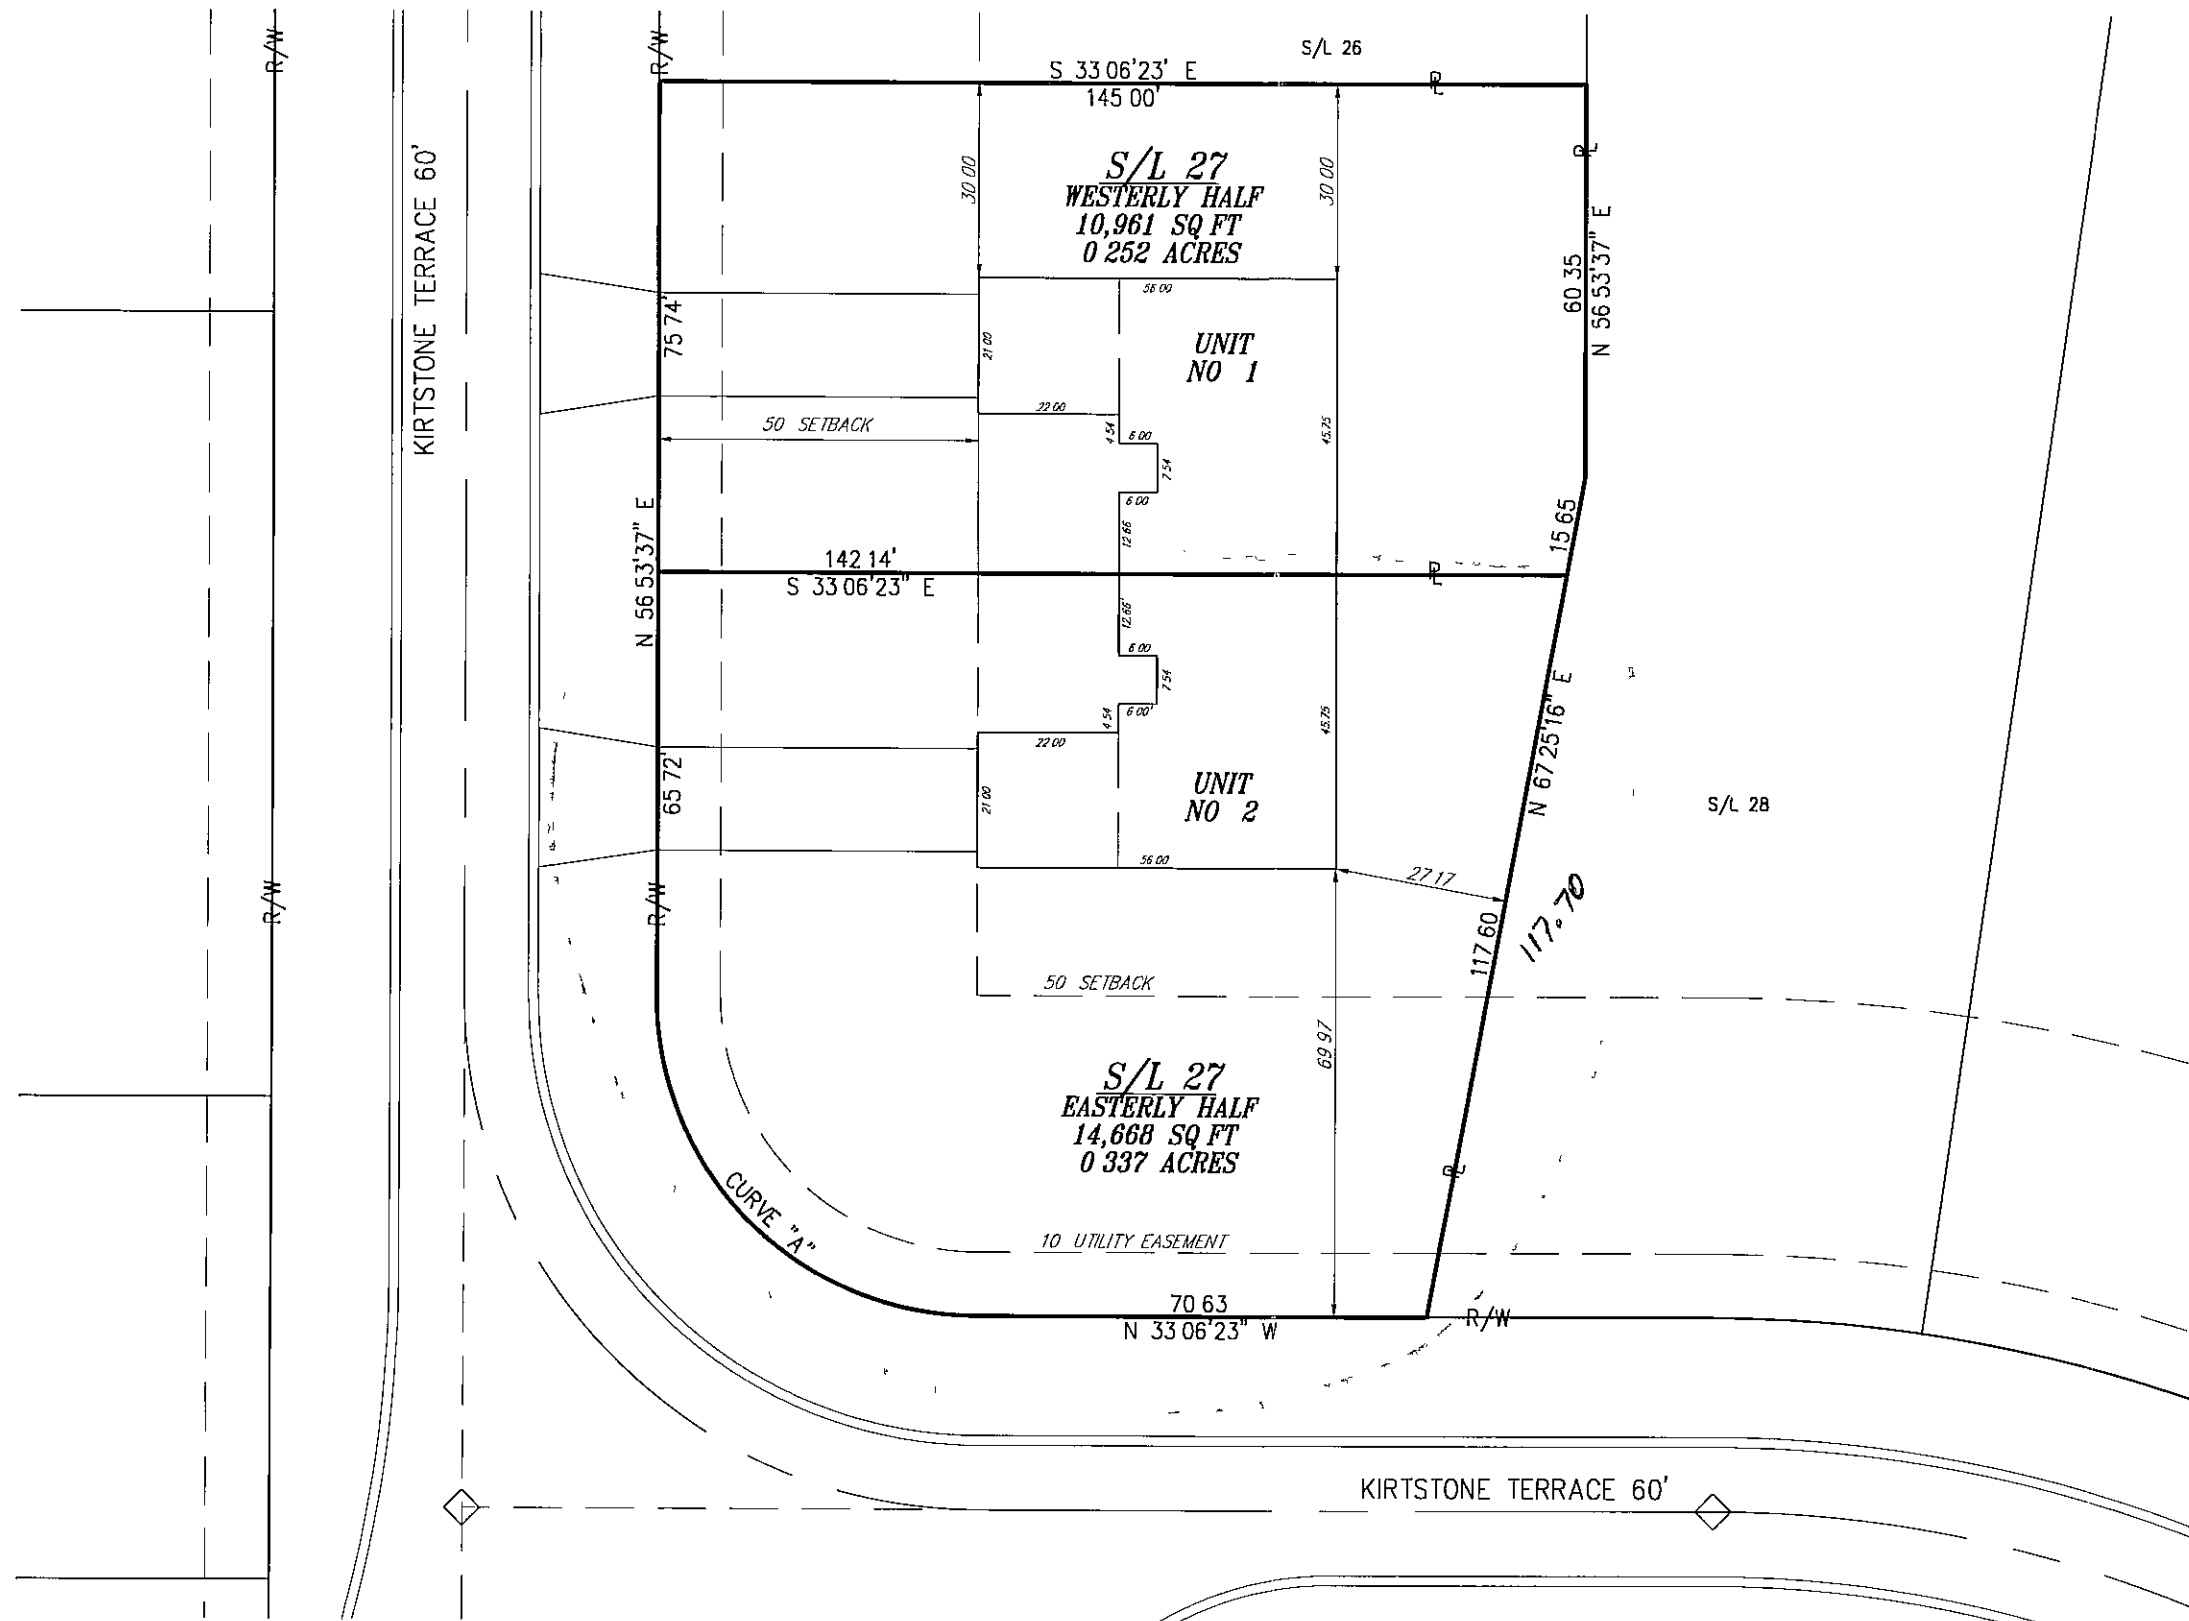 R/W
R/W
S/L 26
S 33 06'23' E
145 00'
PL
PL
KIRTSTONE TERRACE 60'
S/L 27
WESTERLY HALF
10,961 SQ FT
0 252 ACRES
30 00
30 00
60 35
N 56 53'37" E
75 74'
56 00
21 00
UNIT
NO 1
22 00
50 SETBACK
4 54
6 00
7 54
6 00
12 66
45.75
15 65
N 56 53'37" E
142 14'
S 33 06'23" E
PL
12.66'
6 00
7 54
4 54
6 00'
22 00
45.75
N 67 25'16" E
65 72'
21 00
UNIT
NO 2
S/L 28
56 00
R/W
R/W
27 17
117 60
117.70
50 SETBACK
69 97
S/L 27
EASTERLY HALF
14,668 SQ FT
0 337 ACRES
PL
CURVE "A"
10 UTILITY EASEMENT
70 63
N 33 06'23" W
R/W
KIRTSTONE TERRACE 60'